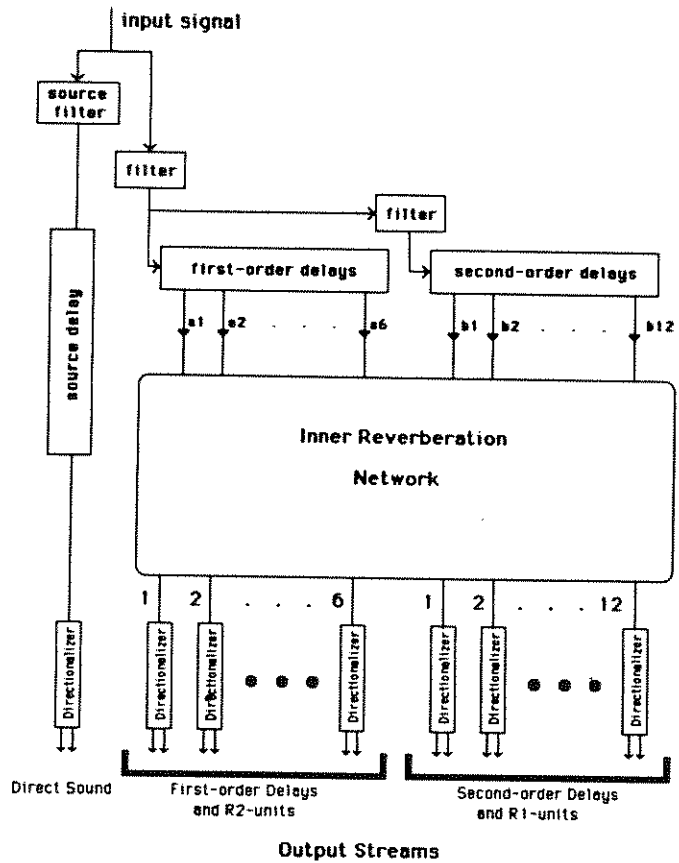 input signal
source
filter
filter
filter
first-order delays
second-order delays
source delay
a1 a2 . . . . a6
b1 b2 . . . . b12
Inner Reverberation
Network
1 2 . . . 6
1 2 . . . 12
Directionalizer
Directionalizer
Directionalizer
Directionalizer
Directionalizer
Directionalizer
Directionalizer
Direct Sound
First-order Delays
and R2-units
Second-order Delays
and R1-units
Output Streams